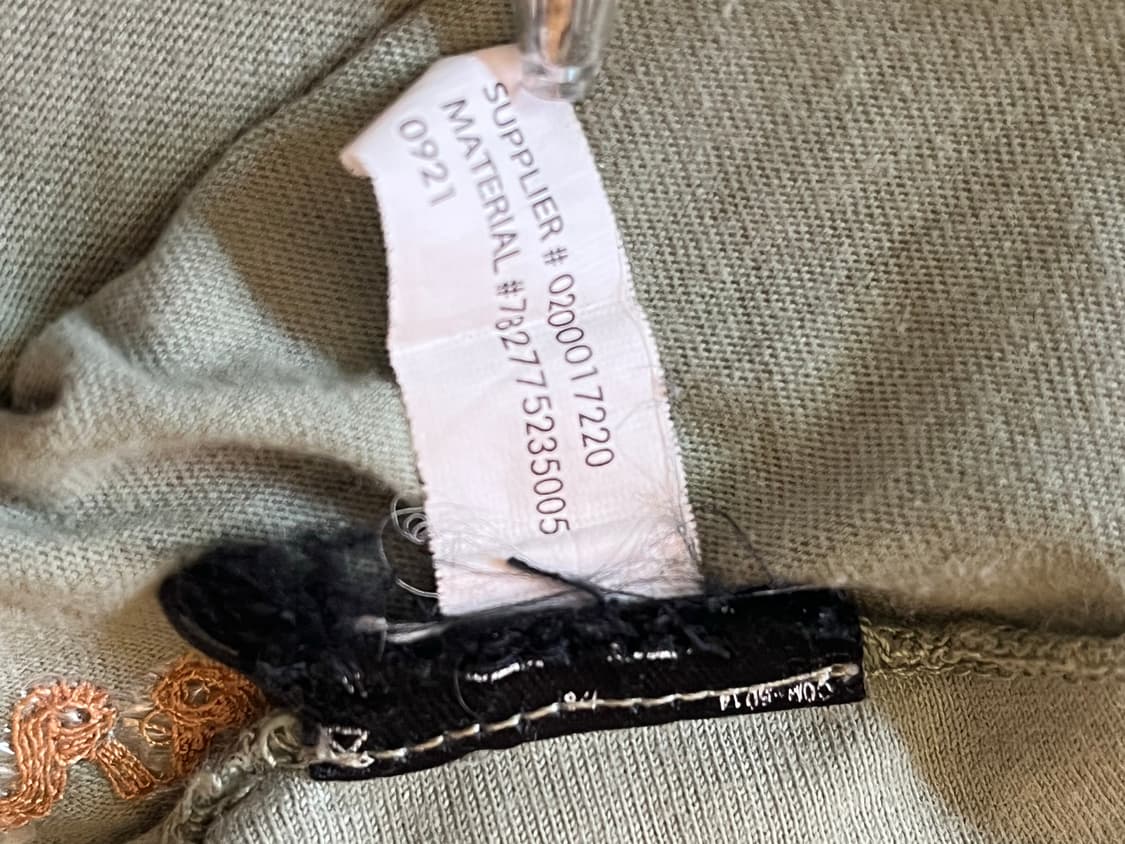 SUPPLIER # 0200017220
MATERIAL #782775235005
0921